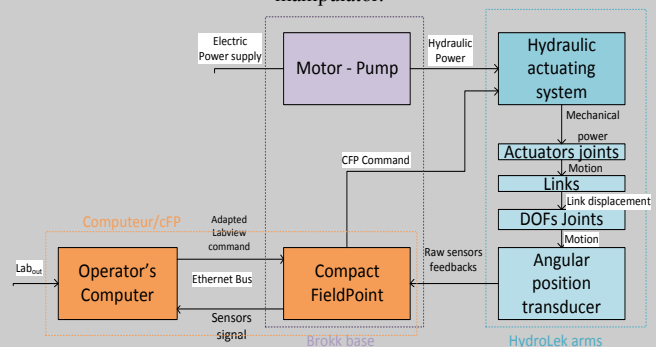 manipulator.
Electric
Power supply
Motor - Pump
Hydraulic
Power
Hydraulic
actuating
system
Mechanical
power
CFP Command
Actuators joints
Motion
Links
Link displacement
DOFs Joints
Motion
Computeur/cFP
Adapted
Labview
command
Raw sensors
feedbacks
Lab_out
Operator's
Computer
Ethernet Bus
Compact
FieldPoint
Angular
position
transducer
Sensors
signal
Brokk base
HydroLek arms